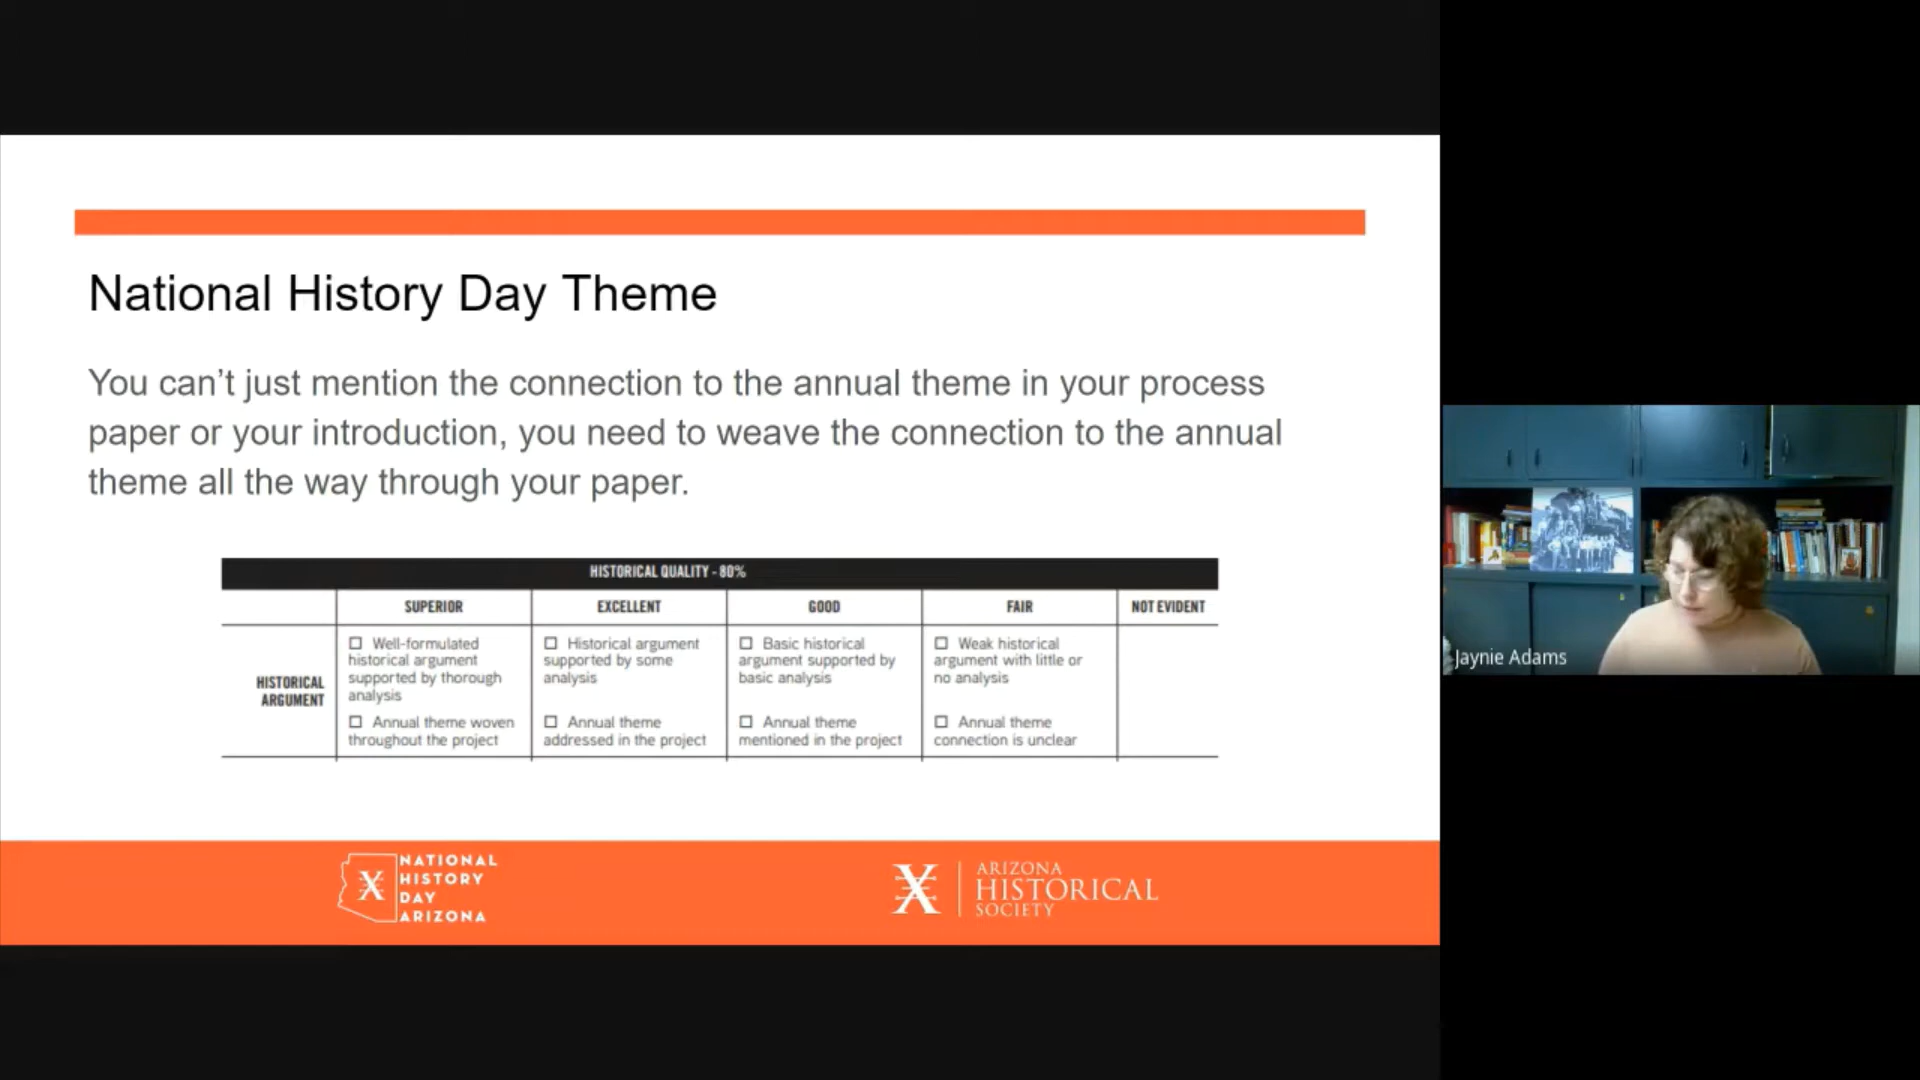 National History Day Theme
You can't just mention the connection to the annual theme in your process
paper or your introduction, you need to weave the connection to the annual
theme all the way through your paper.
HISTORICAL QUALITY - 80%
SUPERIOR
EXCELLENT
GOOD
FAIR
NOT EVIDENT
HISTORICAL
ARGUMENT
☐ Well-formulated
historical argument
supported by thorough
analysis
☐ Annual theme woven
throughout the project
☐ Historical argument
supported by some
analysis
☐ Annual theme
addressed in the project
☐ Basic historical
argument supported by
basic analysis
☐ Annual theme
mentioned in the project
☐ Weak historical
argument with little or
no analysis
☐ Annual theme
connection is unclear
NATIONAL
HISTORY
DAY
ARIZONA
ARIZONA
HISTORICAL
SOCIETY
Jaynie Adams